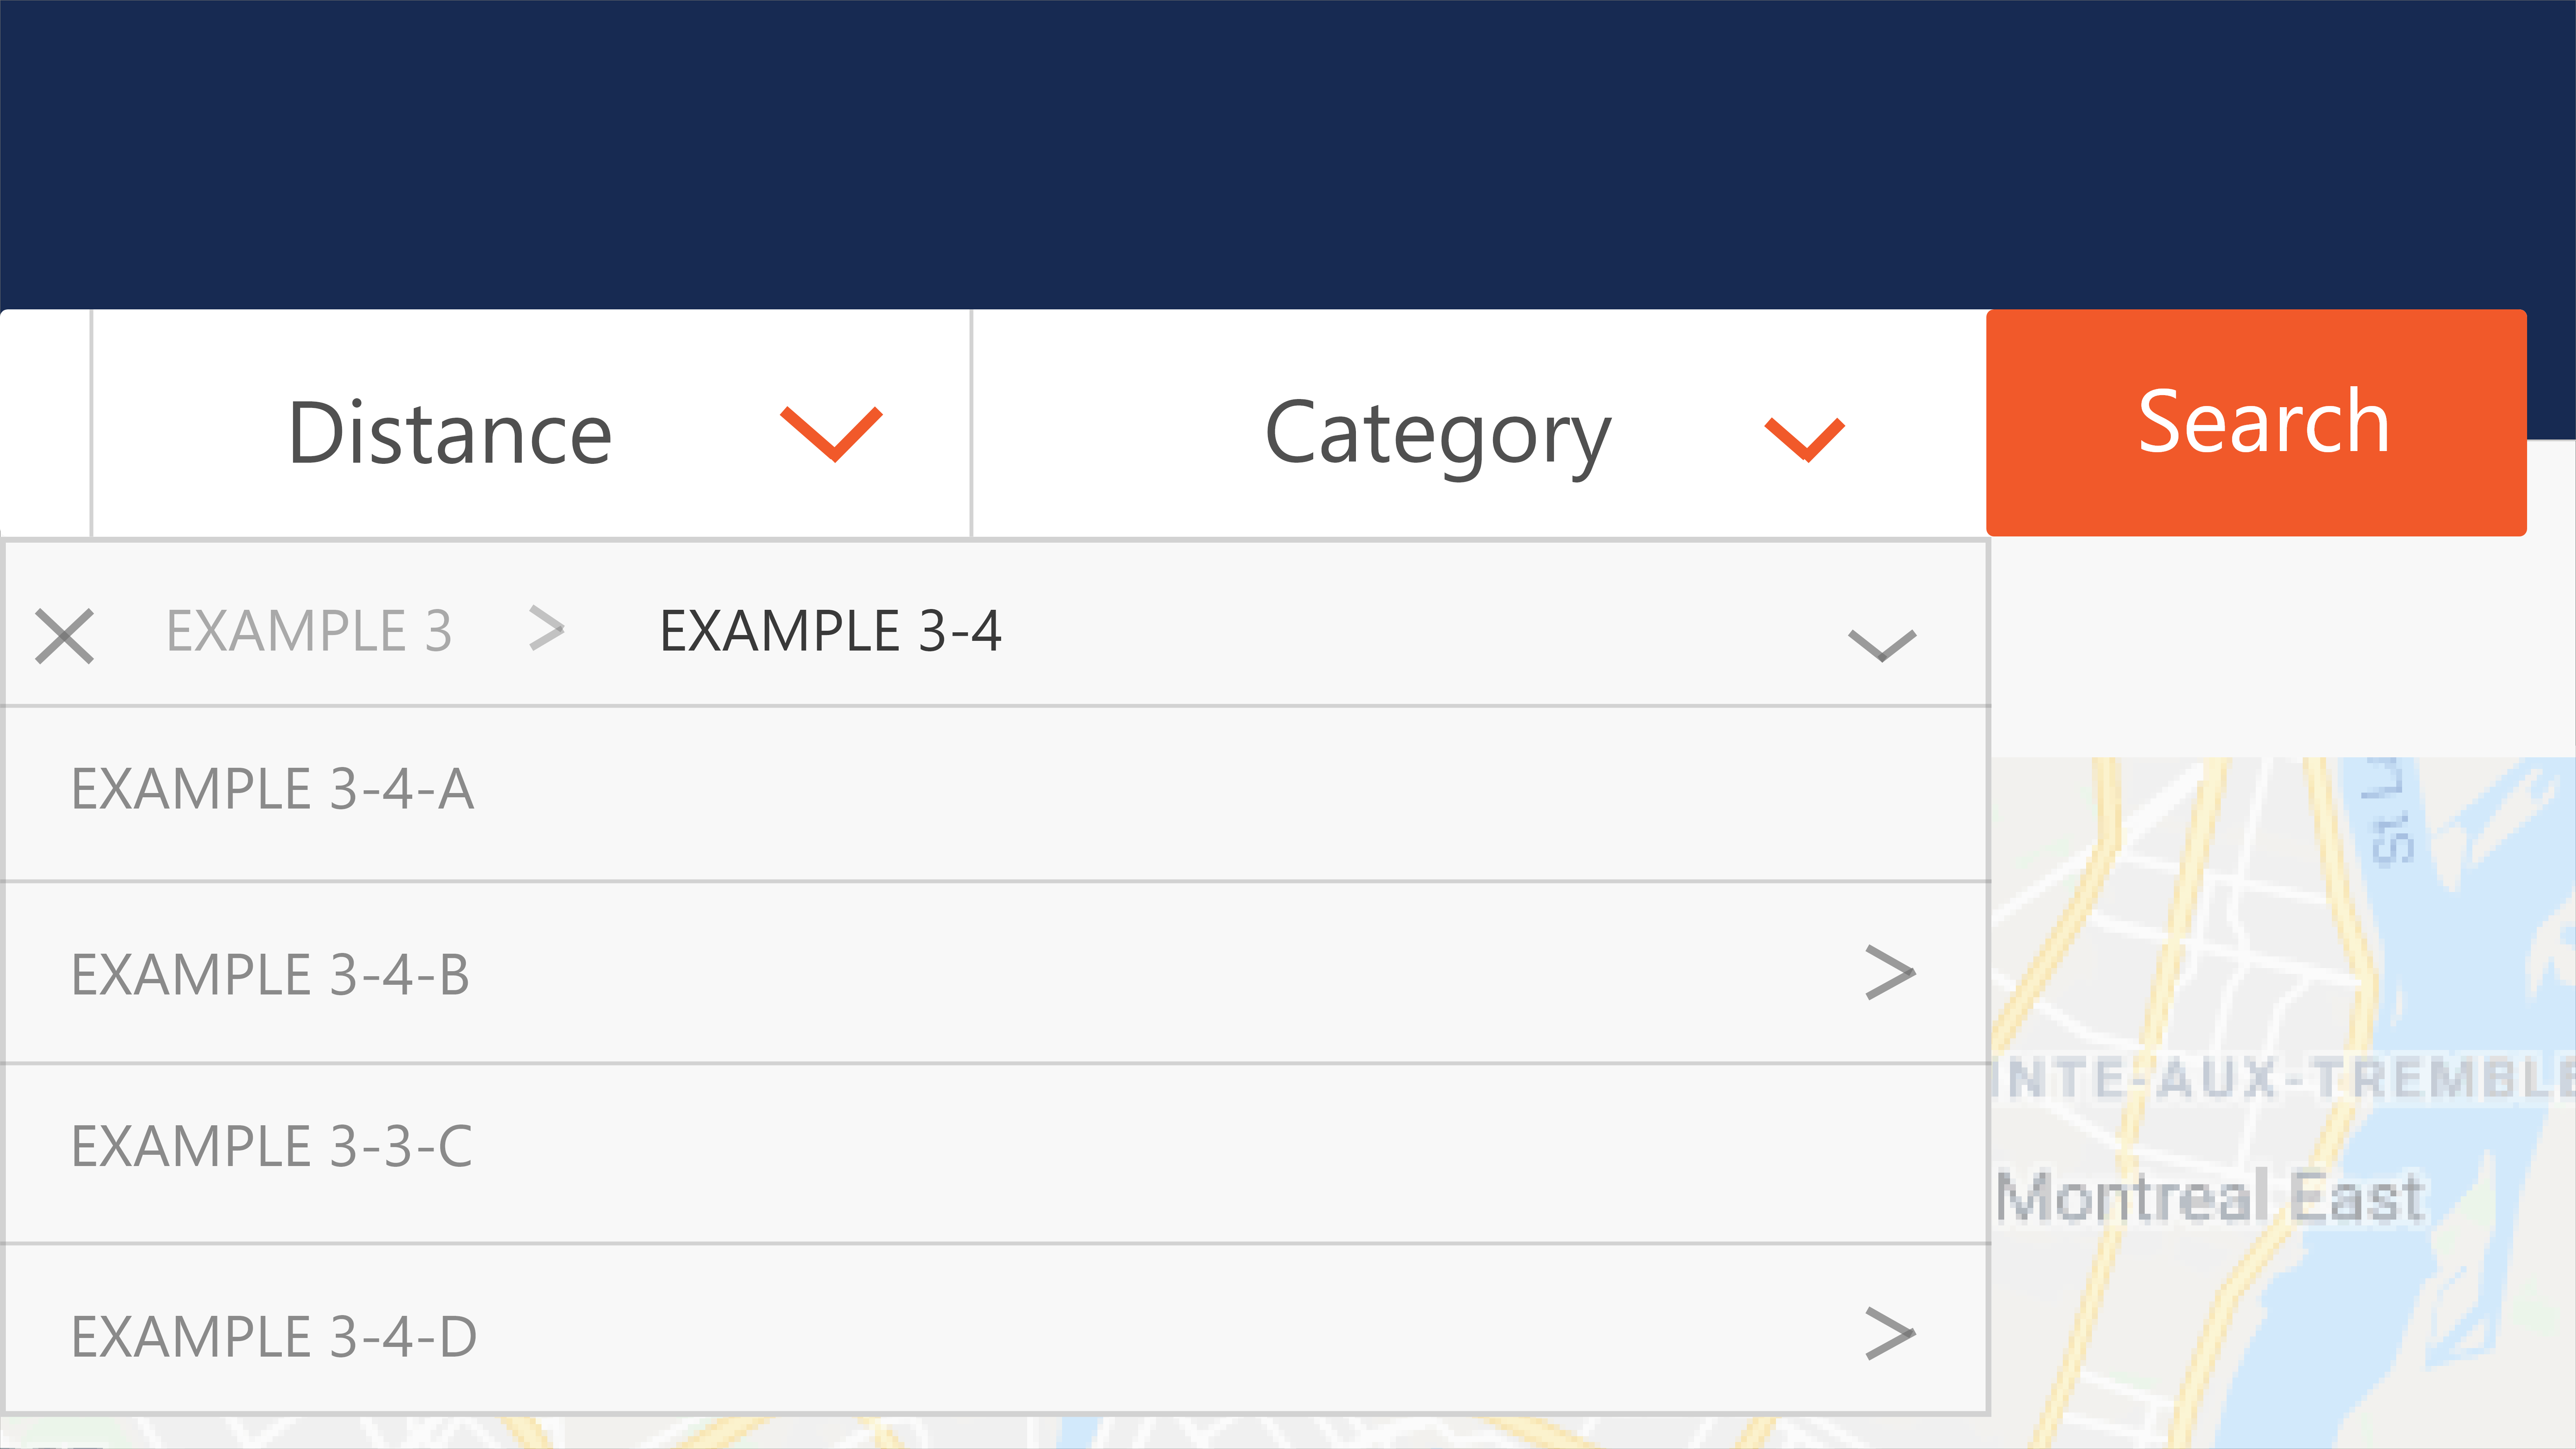 Distance
Category
Search
EXAMPLE 3 > EXAMPLE 3-4
EXAMPLE 3-4-A
EXAMPLE 3-4-B
EXAMPLE 3-3-C
EXAMPLE 3-4-D
INTE-AUX-TREMBLE
Montreal East